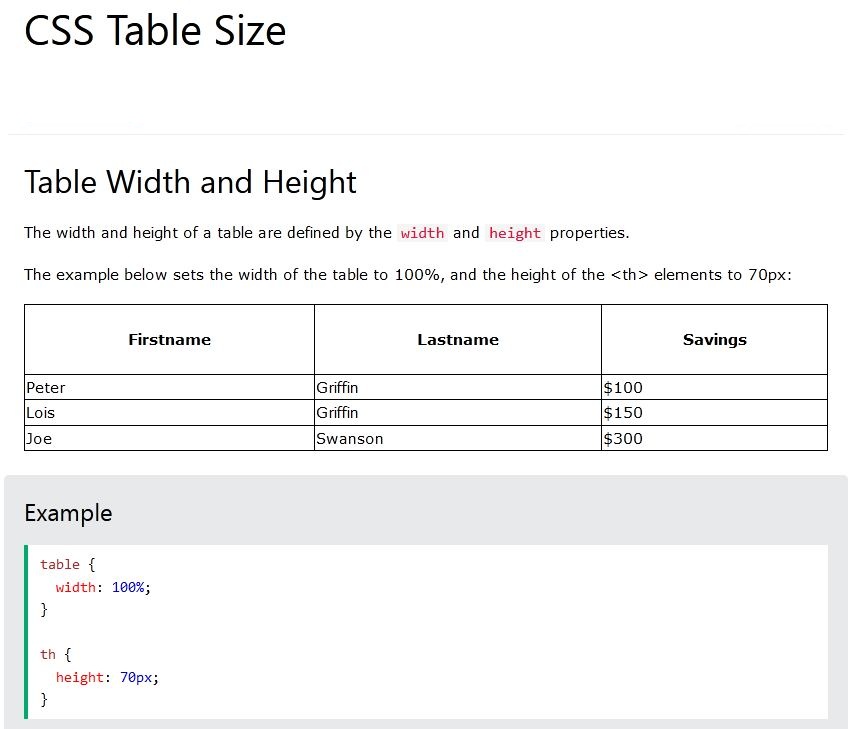 CSS Table Size
Table Width and Height
The width and height of a table are defined by the width and height properties.
The example below sets the width of the table to 100%, and the height of the <th> elements to 70px:
Firstname Lastname Savings
Peter Griffin $100
Lois Griffin $150
Joe Swanson $300
Example
table {
  width: 100%;
}
th {
  height: 70px;
}